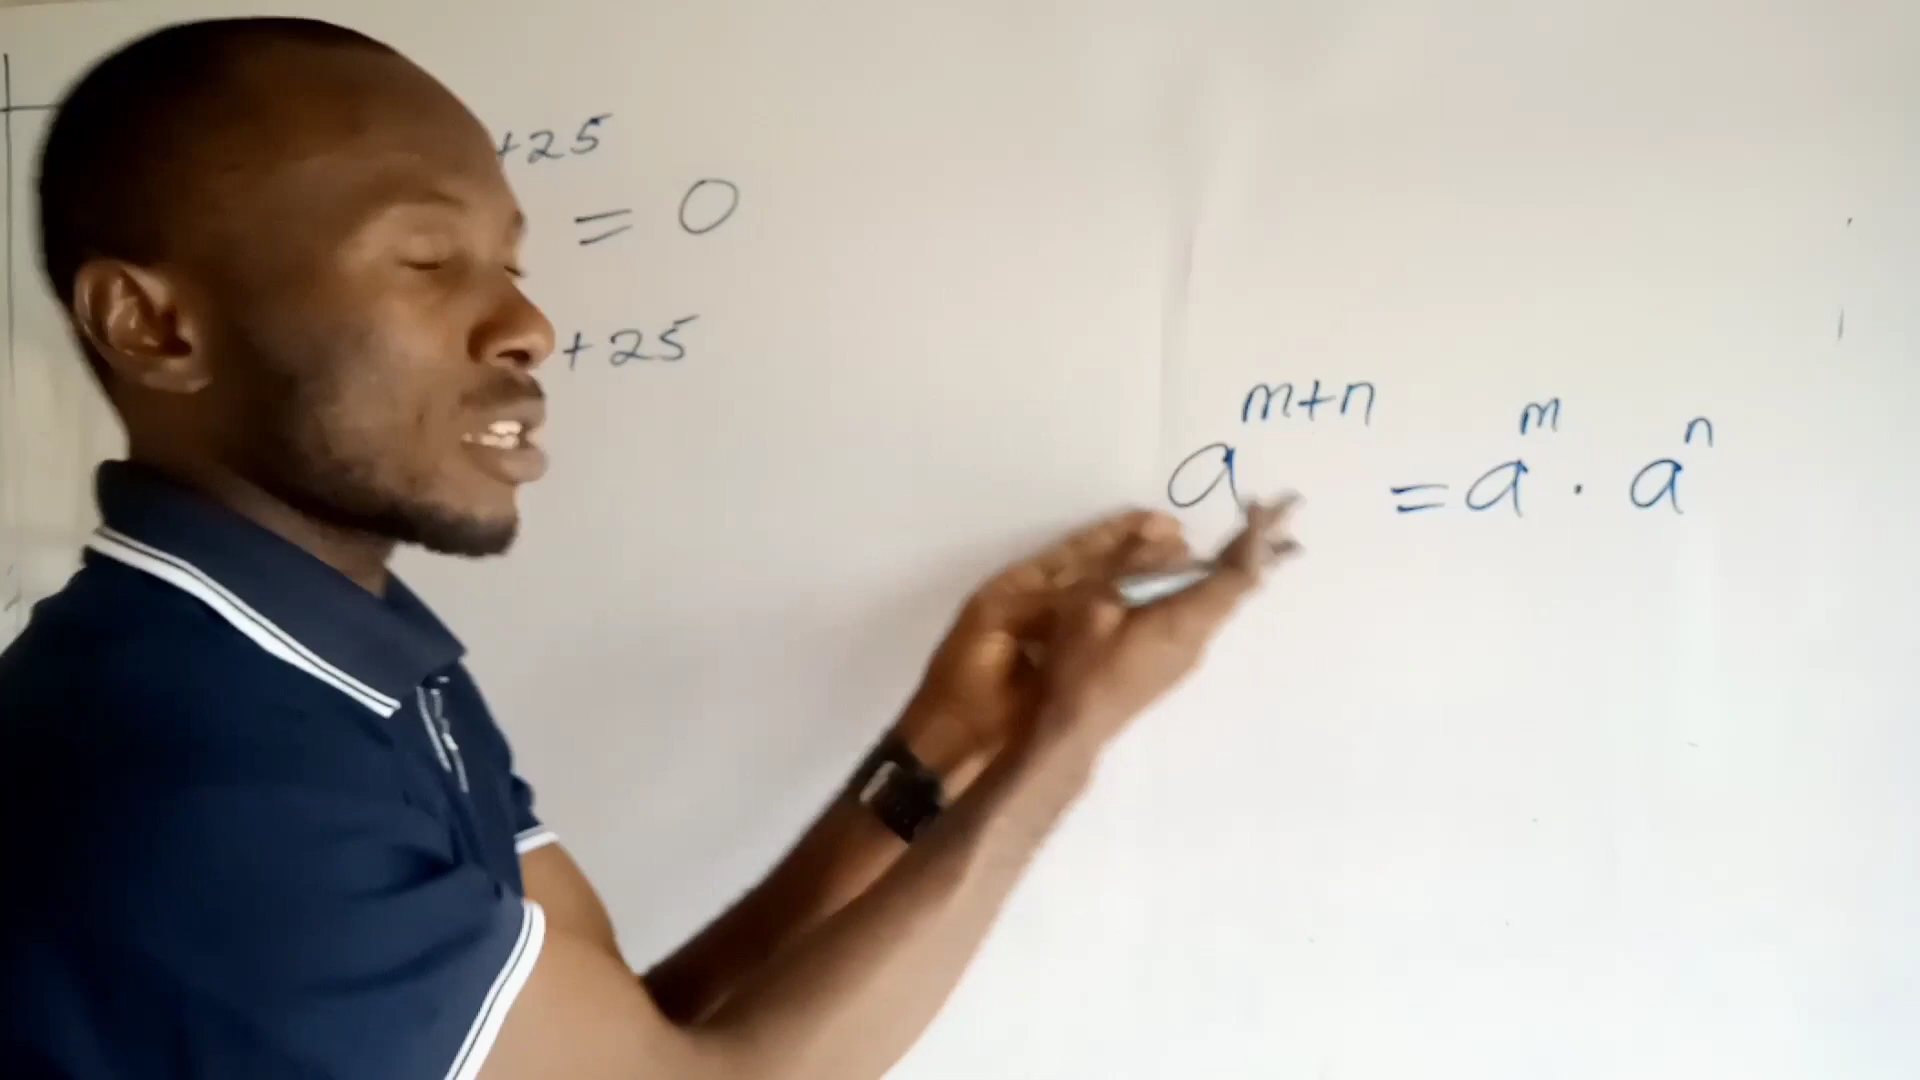 +25
= 0
+25
a^{m+n} = a^m · a^n